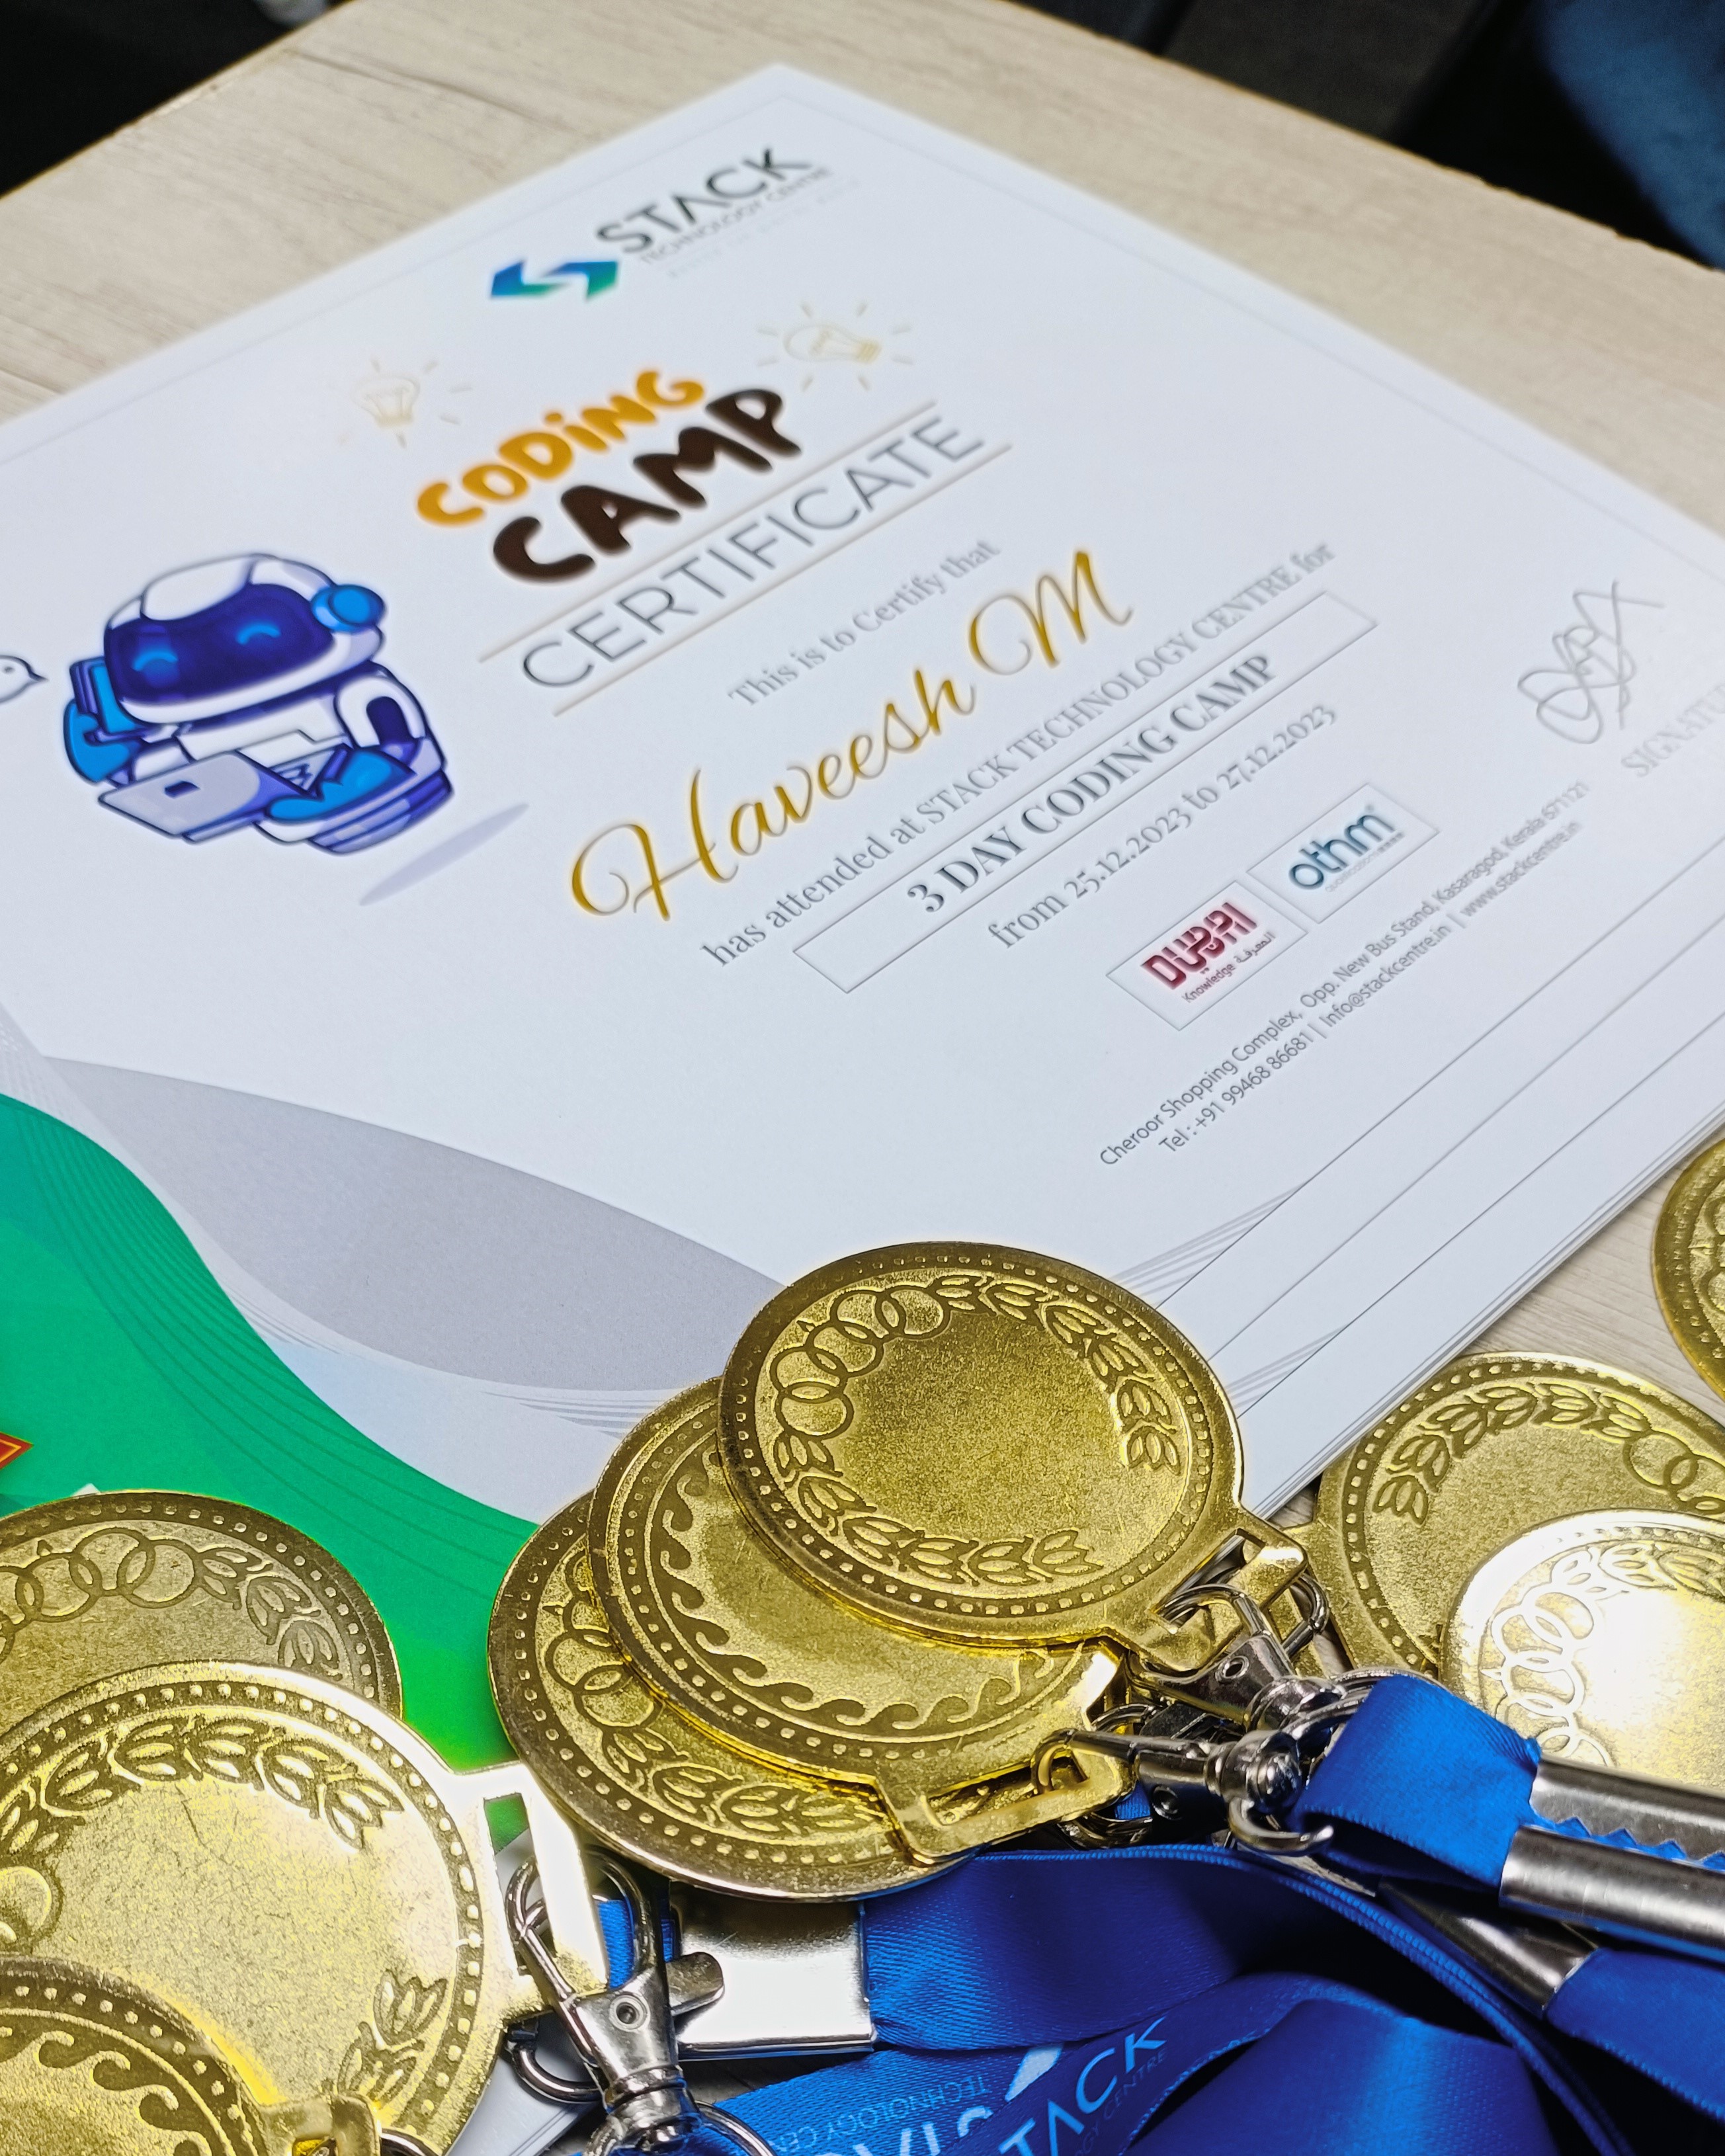 STACK
TECHNOLOGY CENTRE
CODING
CAMP
CERTIFICATE
This is to Certify that
Haveesh M
has attended at STACK TECHNOLOGY CENTRE for
3 DAY CODING CAMP
from 25.12.2023 to 27.12.2023
DUBAI
Knowledge المعرفة
othm
SIGNATU
Cheroor Shopping Complex, Opp. New Bus Stand, Kasaragod, Kerala 671121
Tel : +91 99468 86681 | Info@stackcentre.in | www.stackcentre.in
STACK
TECHNOLOGY CENTRE